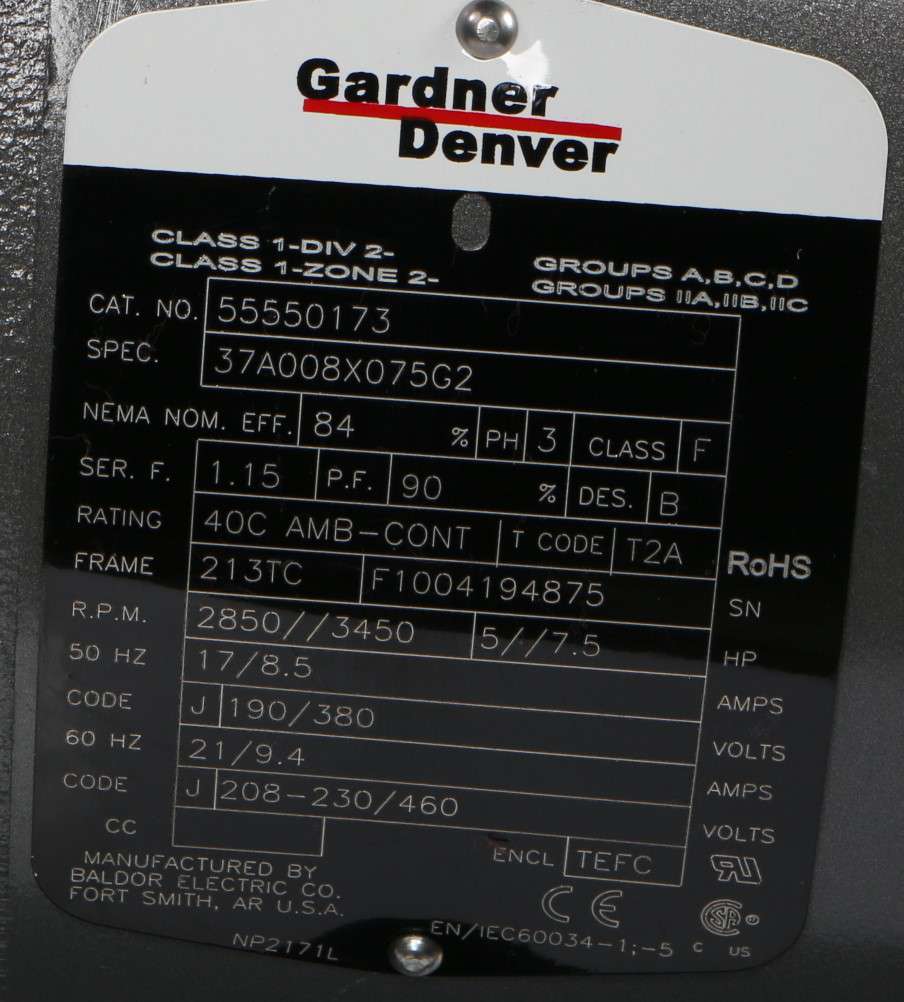 Gardner
Denver
CLASS 1-DIV 2- GROUPS A,B,C,D
CLASS 1-ZONE 2- GROUPS IIA,IIB,IIC
CAT. NO. 55550173
SPEC. 37A008X075G2
NEMA NOM. EFF. 84 % PH 3 CLASS F
SER. F. 1.15 P.F. 90 % DES. B
RATING 40C AMB-CONT T CODE T2A
FRAME 213TC F1004194875 SN
RoHS
R.P.M. 2850//3450 5//7.5 HP
50 HZ 17/8.5 AMPS
CODE J 190/380 VOLTS
60 HZ 21/9.4 AMPS
CODE J 208-230/460 VOLTS
CC ENCL TEFC
MANUFACTURED BY
BALDOR ELECTRIC CO.
FORT SMITH, AR U.S.A.
CE
SA
C US
EN/IEC60034-1;-5
NP2171L